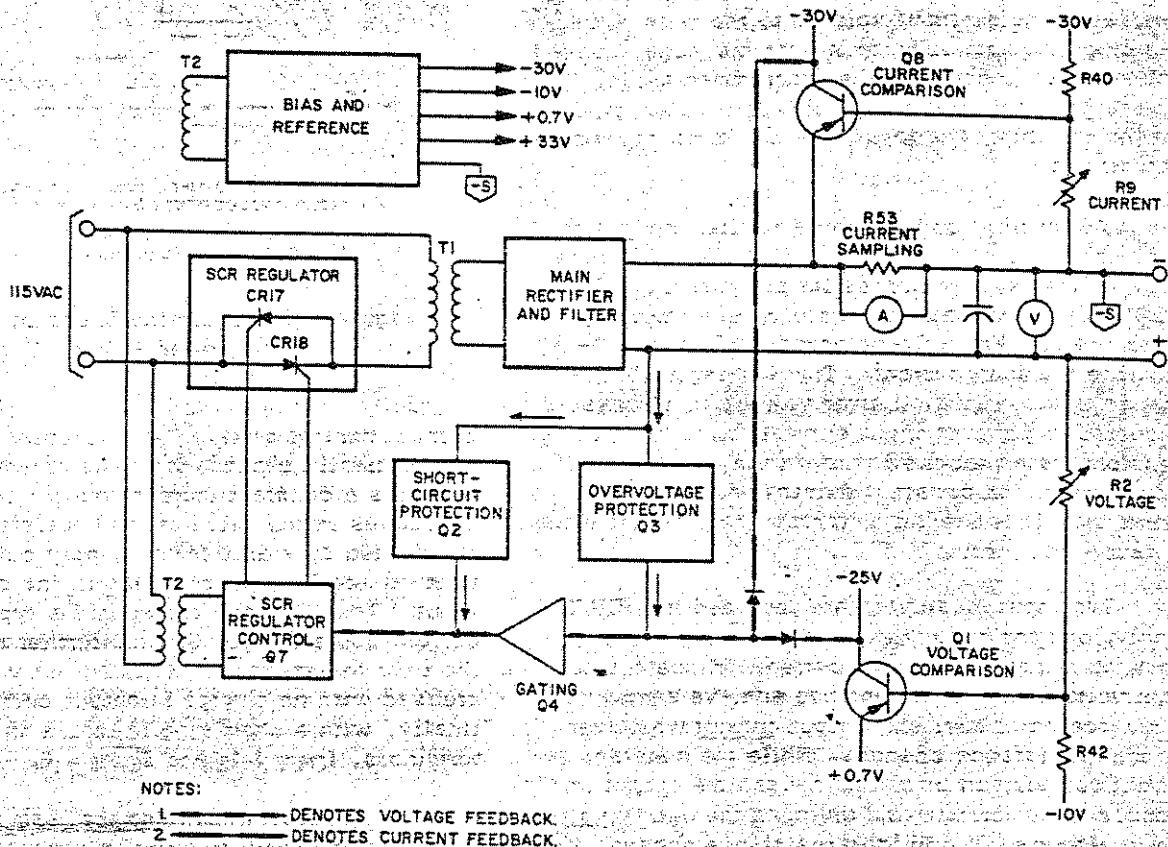 -30V
-30V
T2
Q8
CURRENT
COMPARISON
R40
BIAS AND
REFERENCE
-30V
-10V
+0.7V
+33V
-S
R9
CURRENT
R53
CURRENT
SAMPLING
T1
SCR REGULATOR
CR17
CR18
115VAC
MAIN
RECTIFIER
AND FILTER
A
V
-S
-
+
SHORT-
CIRCUIT
PROTECTION
Q2
OVERVOLTAGE
PROTECTION
Q3
R2
VOLTAGE
T2
SCR
REGULATOR
CONTROL
Q7
GATING
Q4
-25V
Q1
VOLTAGE
COMPARISON
+0.7V
R42
-10V
NOTES:
1. DENOTES VOLTAGE FEEDBACK.
2. DENOTES CURRENT FEEDBACK.